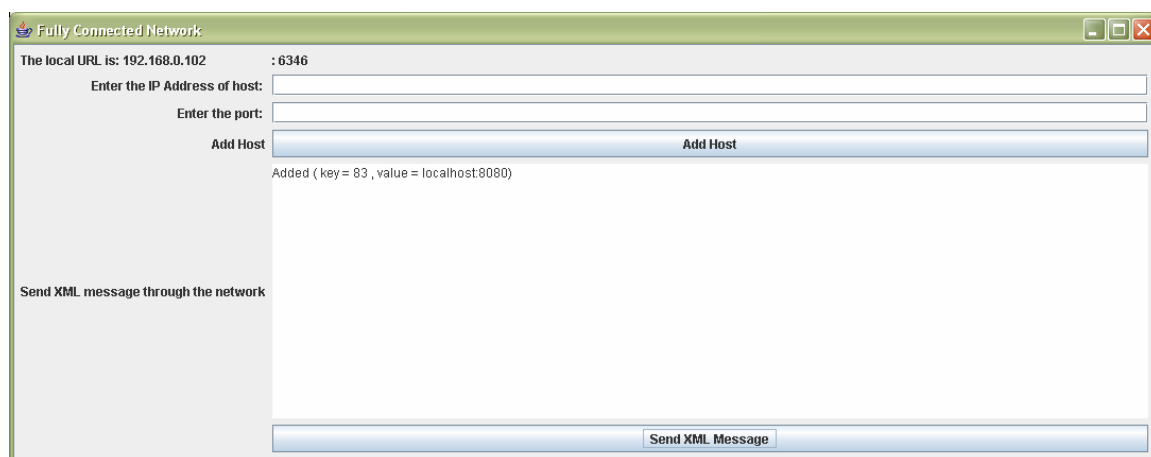 Fully Connected Network
The local URL is: 192.168.0.102 : 6346
Enter the IP Address of host:
Enter the port:
Add Host Add Host
Added ( key = 83 , value = localhost:8080)
Send XML message through the network
Send XML Message